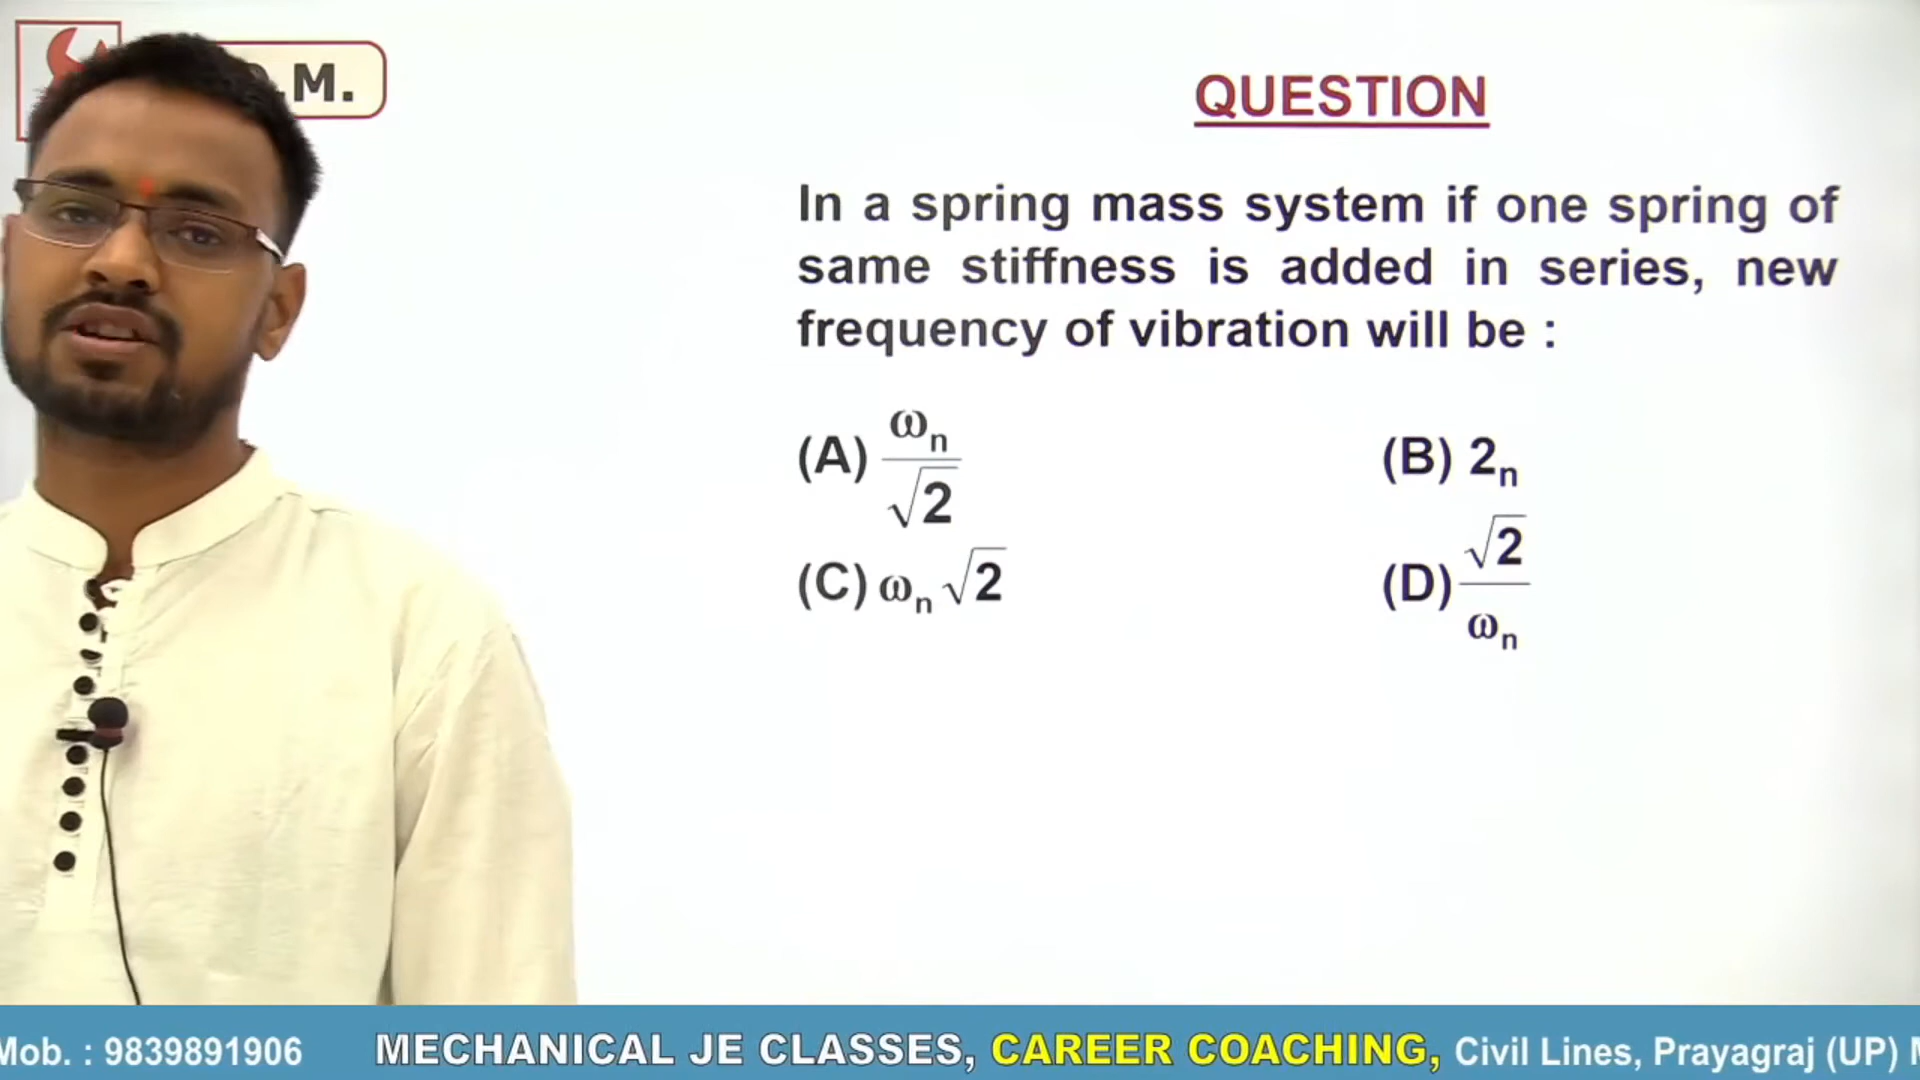 .M.
QUESTION
In a spring mass system if one spring of
same stiffness is added in series, new
frequency of vibration will be :
(A) ωn/√2
(B) 2n
(C) ωn √2
(D) √2/ωn
Mob. : 9839891906 MECHANICAL JE CLASSES, CAREER COACHING, Civil Lines, Prayagraj (UP)